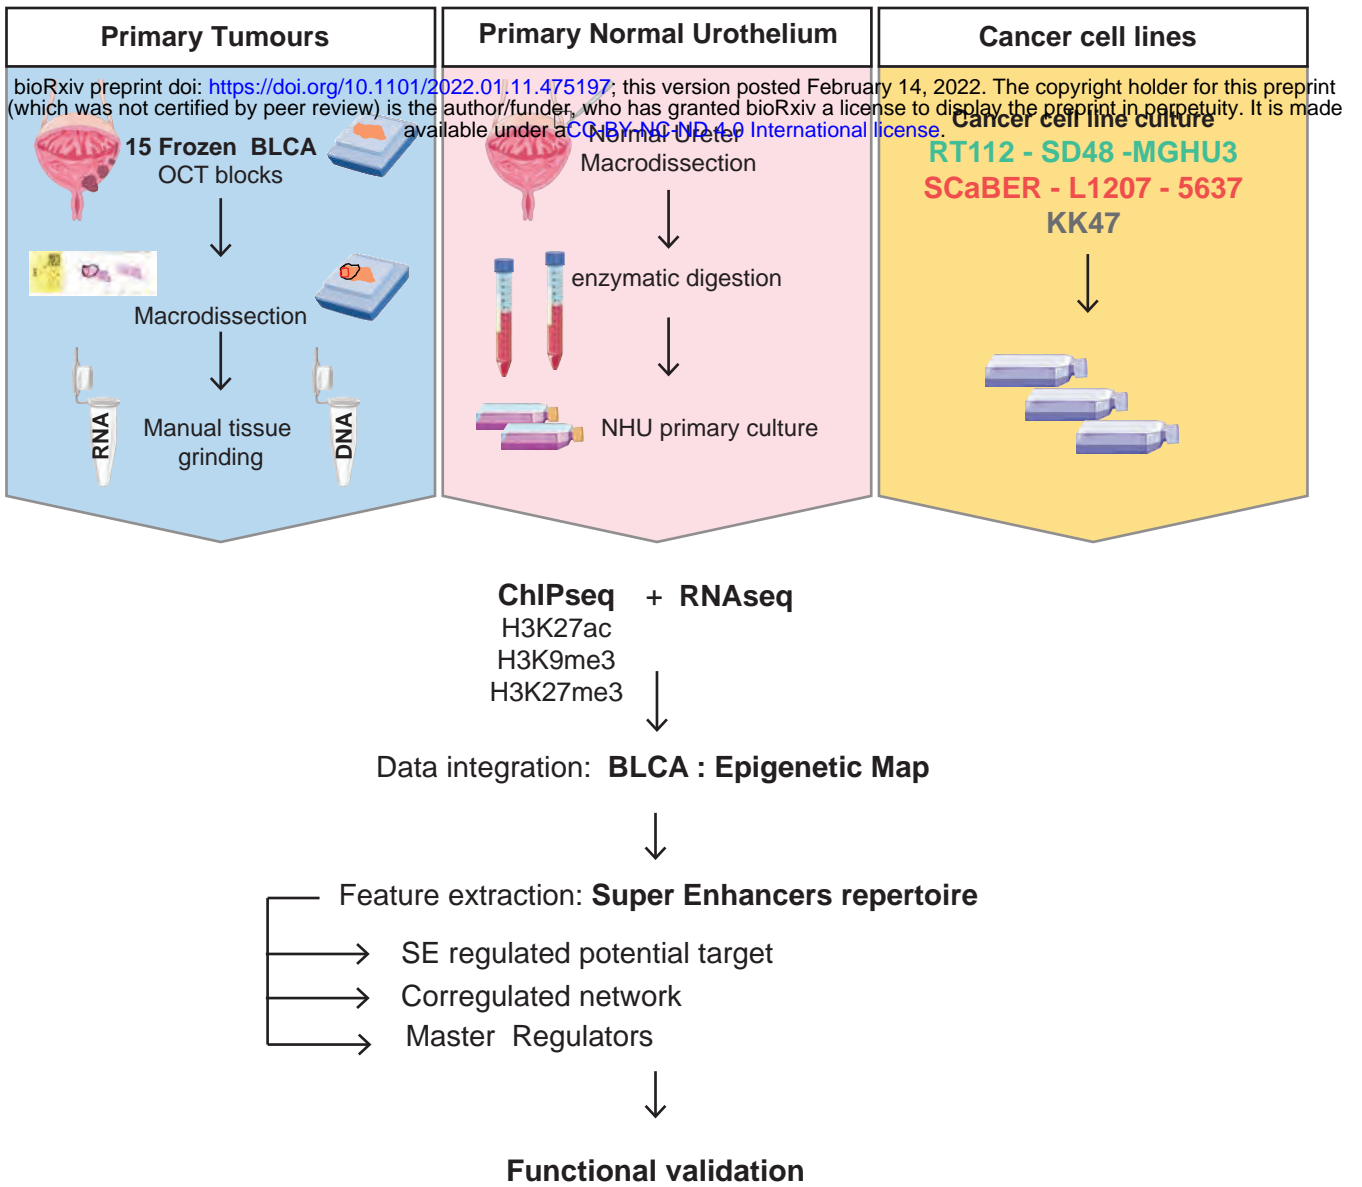 Primary Tumours
Primary Normal Urothelium
Cancer cell lines
bioRxiv preprint doi: https://doi.org/10.1101/2022.01.11.475197; this version posted February 14, 2022. The copyright holder for this preprint
(which was not certified by peer review) is the author/funder, who has granted bioRxiv a license to display the preprint in perpetuity. It is made
available under aCC-BY-NC-ND 4.0 International license.
15 Frozen BLCA
OCT blocks
Macrodissection
RNA
Manual tissue
grinding
DNA
Normal Ureter
Macrodissection
enzymatic digestion
NHU primary culture
Cancer cell line culture
RT112 - SD48 -MGHU3
SCaBER - L1207 - 5637
KK47
ChIPseq + RNAseq
H3K27ac
H3K9me3
H3K27me3
Data integration: BLCA : Epigenetic Map
Feature extraction: Super Enhancers repertoire
SE regulated potential target
Corregulated network
Master Regulators
Functional validation